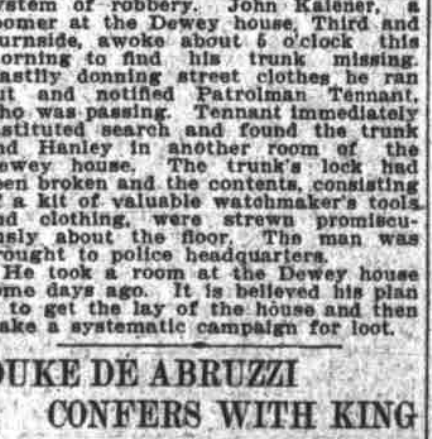 ystem of robbery. John Kalener, a
oomer at the Dewey house, Third and
urnside, awoke about 5 o'clock this
orning to find his trunk missing.
astily donning street clothes he ran
ut and notified Patrolman Tennant,
ho was passing. Tennant immediately
stituted search and found the trunk
nd Hanley in another room of the
ewey house. The trunk's lock had
een broken and the contents, consisting
f a kit of valuable watchmaker's tools
nd clothing, were strewn promiscu-
usly about the floor. The man was
rought to police headquarters.
He took a room at the Dewey house
ome days ago. It is believed his plan
to get the lay of the house and then
ake a systematic campaign for loot.
DUKE DE ABRUZZI
CONFERS WITH KING